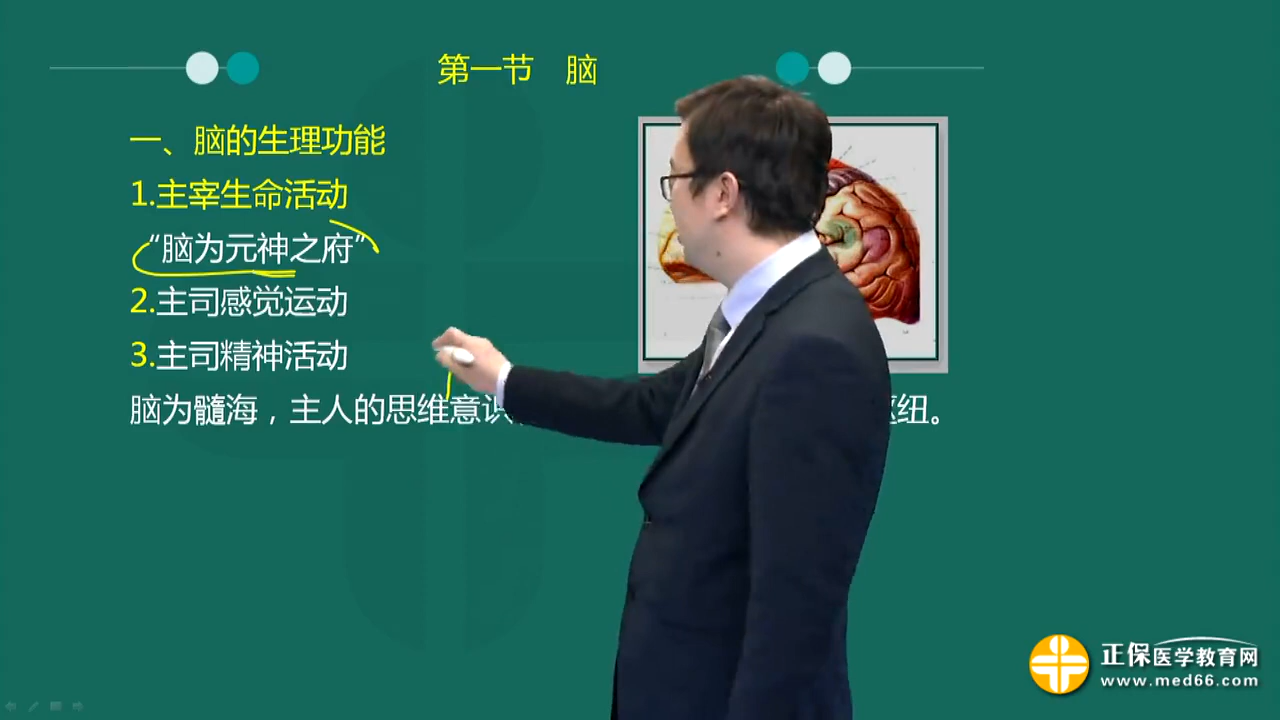 第一节 脑
一、脑的生理功能
1.主宰生命活动
“脑为元神之府”
2.主司感觉运动
3.主司精神活动
脑为髓海，主人的思维意识 纽。
正保医学教育网
www.med66.com